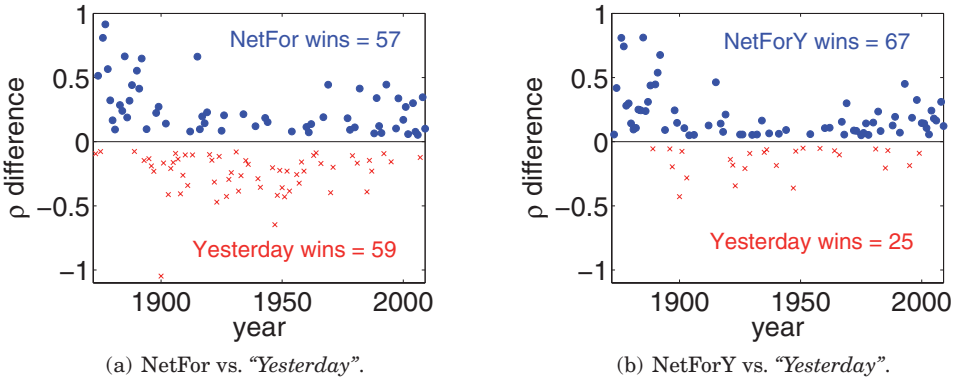 1
NetFor wins = 57
0.5
0
ρ difference
−0.5
Yesterday wins = 59
−1
1900 1950 2000
year
(a) NetFor vs. “Yesterday”.
1
NetForY wins = 67
0.5
0
ρ difference
−0.5
Yesterday wins = 25
−1
1900 1950 2000
year
(b) NetForY vs. “Yesterday”.